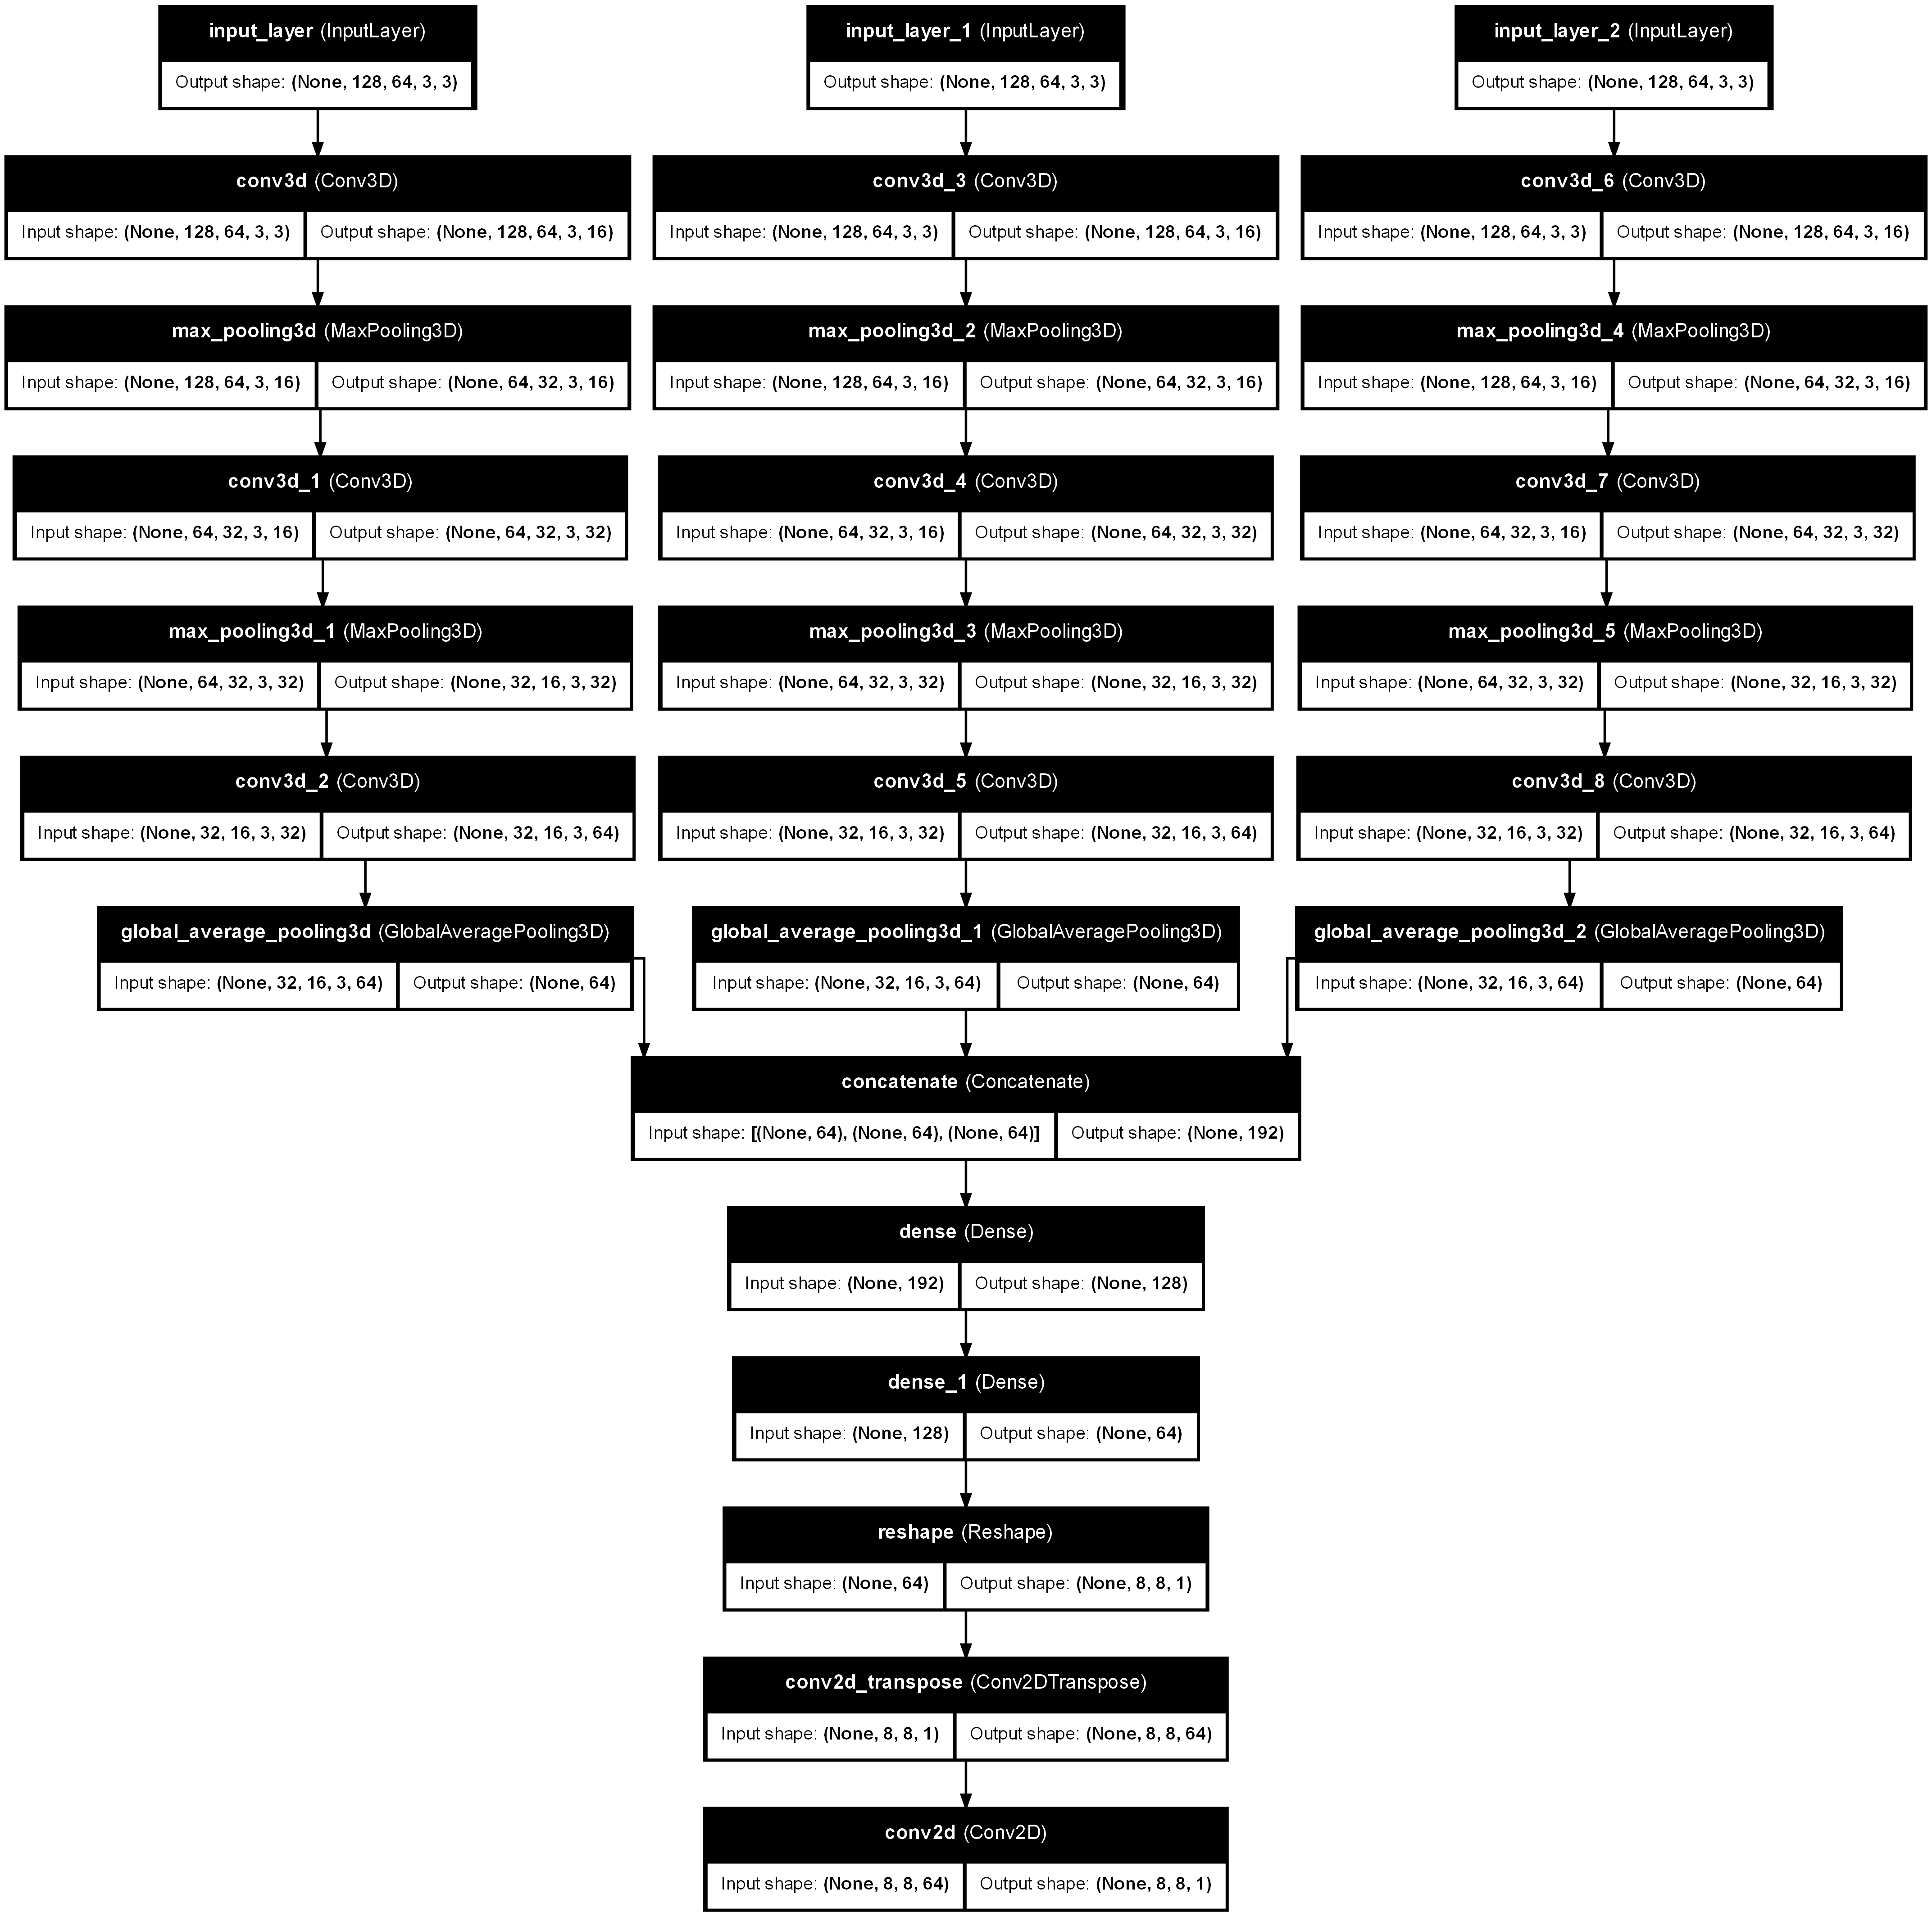 input_layer (InputLayer) input_layer_1 (InputLayer) input_layer_2 (InputLayer)
Output shape: (None, 128, 64, 3, 3) Output shape: (None, 128, 64, 3, 3) Output shape: (None, 128, 64, 3, 3)
conv3d (Conv3D) conv3d_3 (Conv3D) conv3d_6 (Conv3D)
Input shape: (None, 128, 64, 3, 3) Output shape: (None, 128, 64, 3, 16) Input shape: (None, 128, 64, 3, 3) Output shape: (None, 128, 64, 3, 16) Input shape: (None, 128, 64, 3, 3) Output shape: (None, 128, 64, 3, 16)
max_pooling3d (MaxPooling3D) max_pooling3d_2 (MaxPooling3D) max_pooling3d_4 (MaxPooling3D)
Input shape: (None, 128, 64, 3, 16) Output shape: (None, 64, 32, 3, 16) Input shape: (None, 128, 64, 3, 16) Output shape: (None, 64, 32, 3, 16) Input shape: (None, 128, 64, 3, 16) Output shape: (None, 64, 32, 3, 16)
conv3d_1 (Conv3D) conv3d_4 (Conv3D) conv3d_7 (Conv3D)
Input shape: (None, 64, 32, 3, 16) Output shape: (None, 64, 32, 3, 32) Input shape: (None, 64, 32, 3, 16) Output shape: (None, 64, 32, 3, 32) Input shape: (None, 64, 32, 3, 16) Output shape: (None, 64, 32, 3, 32)
max_pooling3d_1 (MaxPooling3D) max_pooling3d_3 (MaxPooling3D) max_pooling3d_5 (MaxPooling3D)
Input shape: (None, 64, 32, 3, 32) Output shape: (None, 32, 16, 3, 32) Input shape: (None, 64, 32, 3, 32) Output shape: (None, 32, 16, 3, 32) Input shape: (None, 64, 32, 3, 32) Output shape: (None, 32, 16, 3, 32)
conv3d_2 (Conv3D) conv3d_5 (Conv3D) conv3d_8 (Conv3D)
Input shape: (None, 32, 16, 3, 32) Output shape: (None, 32, 16, 3, 64) Input shape: (None, 32, 16, 3, 32) Output shape: (None, 32, 16, 3, 64) Input shape: (None, 32, 16, 3, 32) Output shape: (None, 32, 16, 3, 64)
global_average_pooling3d (GlobalAveragePooling3D) global_average_pooling3d_1 (GlobalAveragePooling3D) global_average_pooling3d_2 (GlobalAveragePooling3D)
Input shape: (None, 32, 16, 3, 64) Output shape: (None, 64) Input shape: (None, 32, 16, 3, 64) Output shape: (None, 64) Input shape: (None, 32, 16, 3, 64) Output shape: (None, 64)
concatenate (Concatenate)
Input shape: [(None, 64), (None, 64), (None, 64)] Output shape: (None, 192)
dense (Dense)
Input shape: (None, 192) Output shape: (None, 128)
dense_1 (Dense)
Input shape: (None, 128) Output shape: (None, 64)
reshape (Reshape)
Input shape: (None, 64) Output shape: (None, 8, 8, 1)
conv2d_transpose (Conv2DTranspose)
Input shape: (None, 8, 8, 1) Output shape: (None, 8, 8, 64)
conv2d (Conv2D)
Input shape: (None, 8, 8, 64) Output shape: (None, 8, 8, 1)